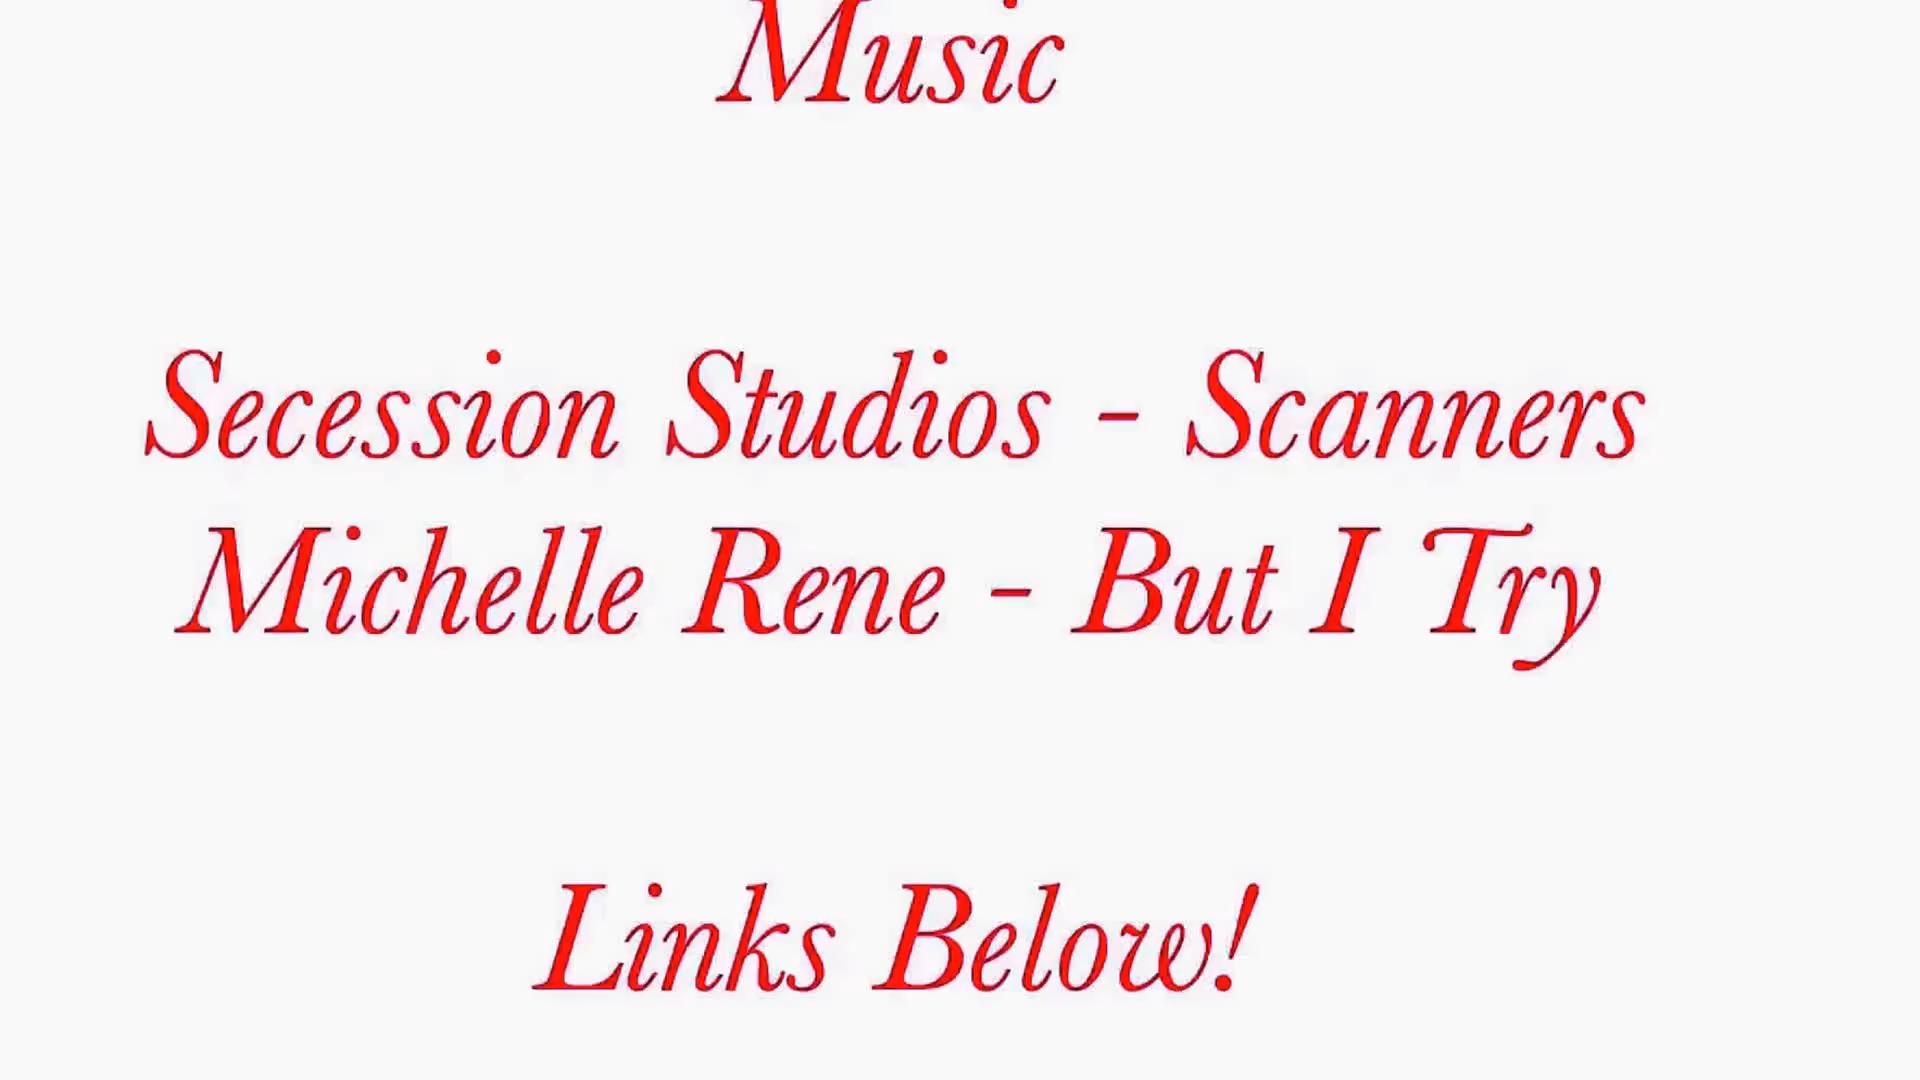 Music
Secession Studios - Scanners
Michelle Rene - But I Try
Links Below!